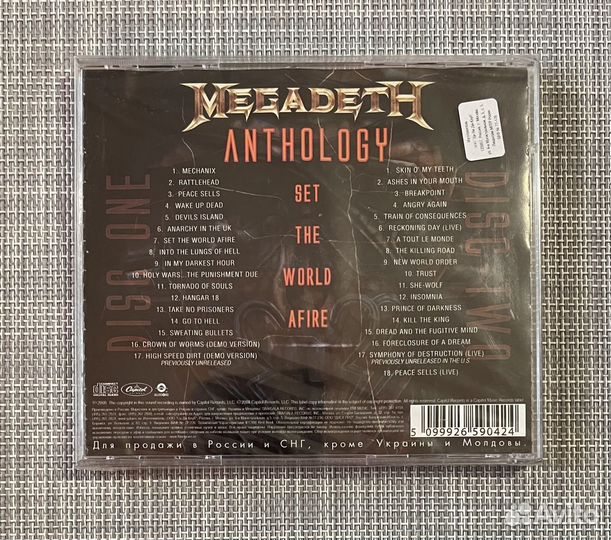 MEGADETH
ANTHOLOGY
SET
THE
WORLD
AFIRE
DISC ONE
1. MECHANIX
2. RATTLEHEAD
3. PEACE SELLS
4. WAKE UP DEAD
5. DEVILS ISLAND
6. ANARCHY IN THE UK
7. SET THE WORLD AFIRE
8. INTO THE LUNGS OF HELL
9. IN MY DARKEST HOUR
10. HOLY WARS...THE PUNISHMENT DUE
11. TORNADO OF SOULS
12. HANGAR 18
13. TAKE NO PRISONERS
14. GO TO HELL
15. SWEATING BULLETS
16. CROWN OF WORMS (DEMO VERSION)
17. HIGH SPEED DIRT (DEMO VERSION)
PREVIOUSLY UNRELEASED
DISC TWO
1. SKIN O' MY TEETH
2. ASHES IN YOUR MOUTH
3. BREAKPOINT
4. ANGRY AGAIN
5. TRAIN OF CONSEQUENCES
6. RECKONING DAY (LIVE)
7. A TOUT LE MONDE
8. THE KILLING ROAD
9. NEW WORLD ORDER
10. TRUST
11. SHE-WOLF
12. INSOMNIA
13. PRINCE OF DARKNESS
14. KILL THE KING
15. DREAD AND THE FUGITIVE MIND
16. FORECLOSURE OF A DREAM
17. SYMPHONY OF DESTRUCTION (LIVE)
PREVIOUSLY UNRELEASED IN THE U.S.
18. PEACE SELLS (LIVE)
Capitol
Для продажи в России и СНГ, кроме Украины и Молдовы.
5 099926 590424
Avito